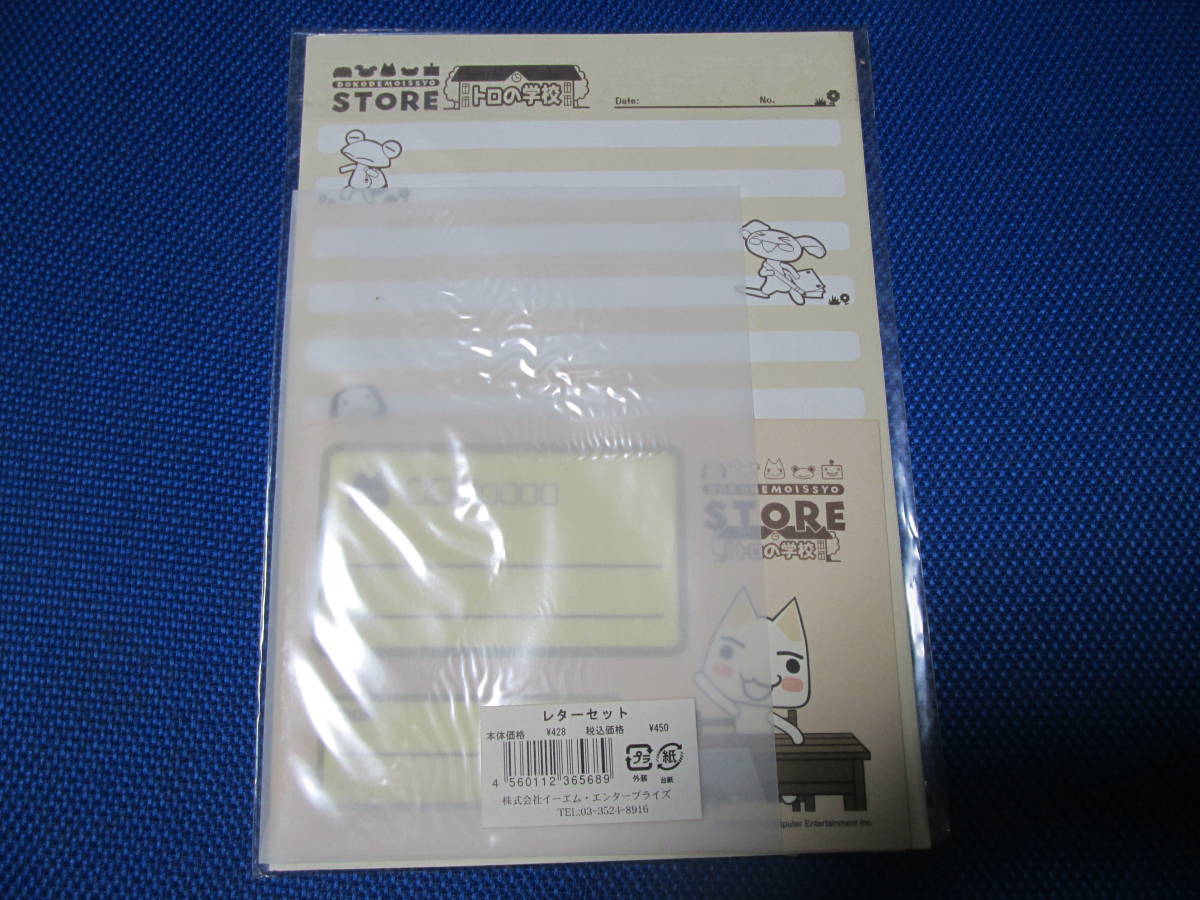 DOKODEMOISSYO
STORE
トロの学校
Date:
No.
EMOISSYO
STORE
トロの学校
レターセット
本体価格 ¥428 税込価格 ¥450
4 560112 365689
プラ 紙
外装 台紙
株式会社イーエム・エンタープライズ
TEL:03-3524-8916
mputer Entertainment Inc.